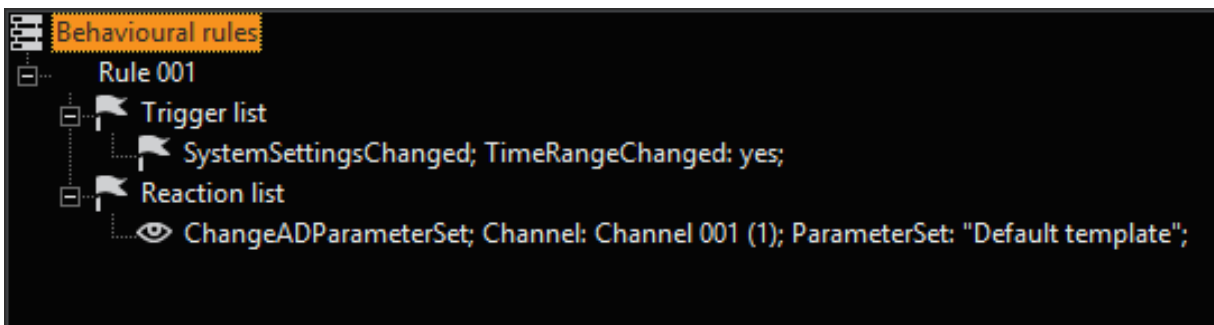 Behavioural rules
Rule 001
Trigger list
SystemSettingsChanged; TimeRangeChanged: yes;
Reaction list
ChangeADParameterSet; Channel: Channel 001 (1); ParameterSet: "Default template";